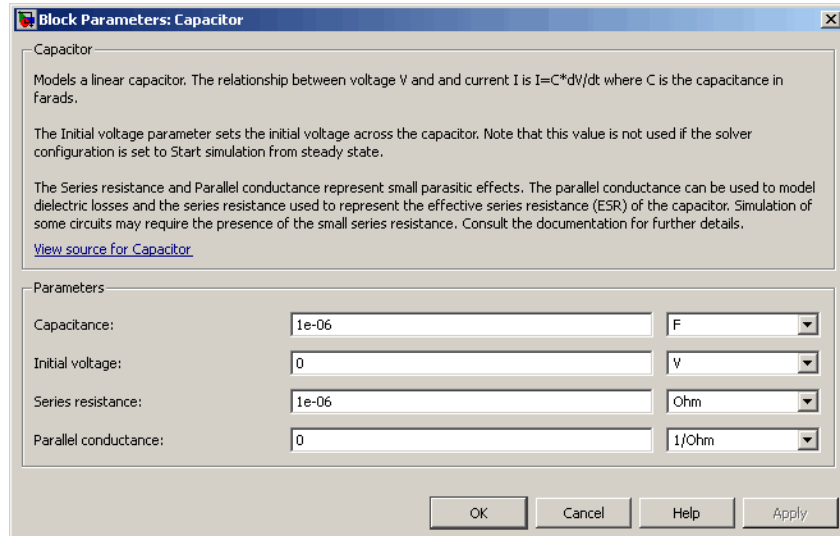 Block Parameters: Capacitor
Capacitor
Models a linear capacitor. The relationship between voltage V and and current I is I=C*dV/dt where C is the capacitance in
farads.
The Initial voltage parameter sets the initial voltage across the capacitor. Note that this value is not used if the solver
configuration is set to Start simulation from steady state.
The Series resistance and Parallel conductance represent small parasitic effects. The parallel conductance can be used to model
dielectric losses and the series resistance used to represent the effective series resistance (ESR) of the capacitor. Simulation of
some circuits may require the presence of the small series resistance. Consult the documentation for further details.
View source for Capacitor
Parameters
Capacitance: 1e-06 F
Initial voltage: 0 V
Series resistance: 1e-06 Ohm
Parallel conductance: 0 1/Ohm
OK Cancel Help Apply